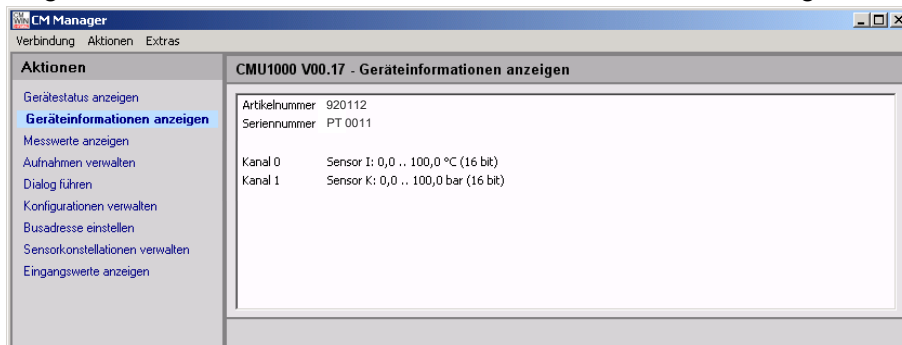 CM Manager
Verbindung Aktionen Extras
Aktionen
Gerätestatus anzeigen
Geräteinformationen anzeigen
Messwerte anzeigen
Aufnahmen verwalten
Dialog führen
Konfigurationen verwalten
Busadresse einstellen
Sensorkonstellationen verwalten
Eingangswerte anzeigen
CMU1000 V00.17 - Geräteinformationen anzeigen
Artikelnummer 920112
Seriennummer PT 0011
Kanal 0 Sensor I: 0,0 .. 100,0 °C (16 bit)
Kanal 1 Sensor K: 0,0 .. 100,0 bar (16 bit)